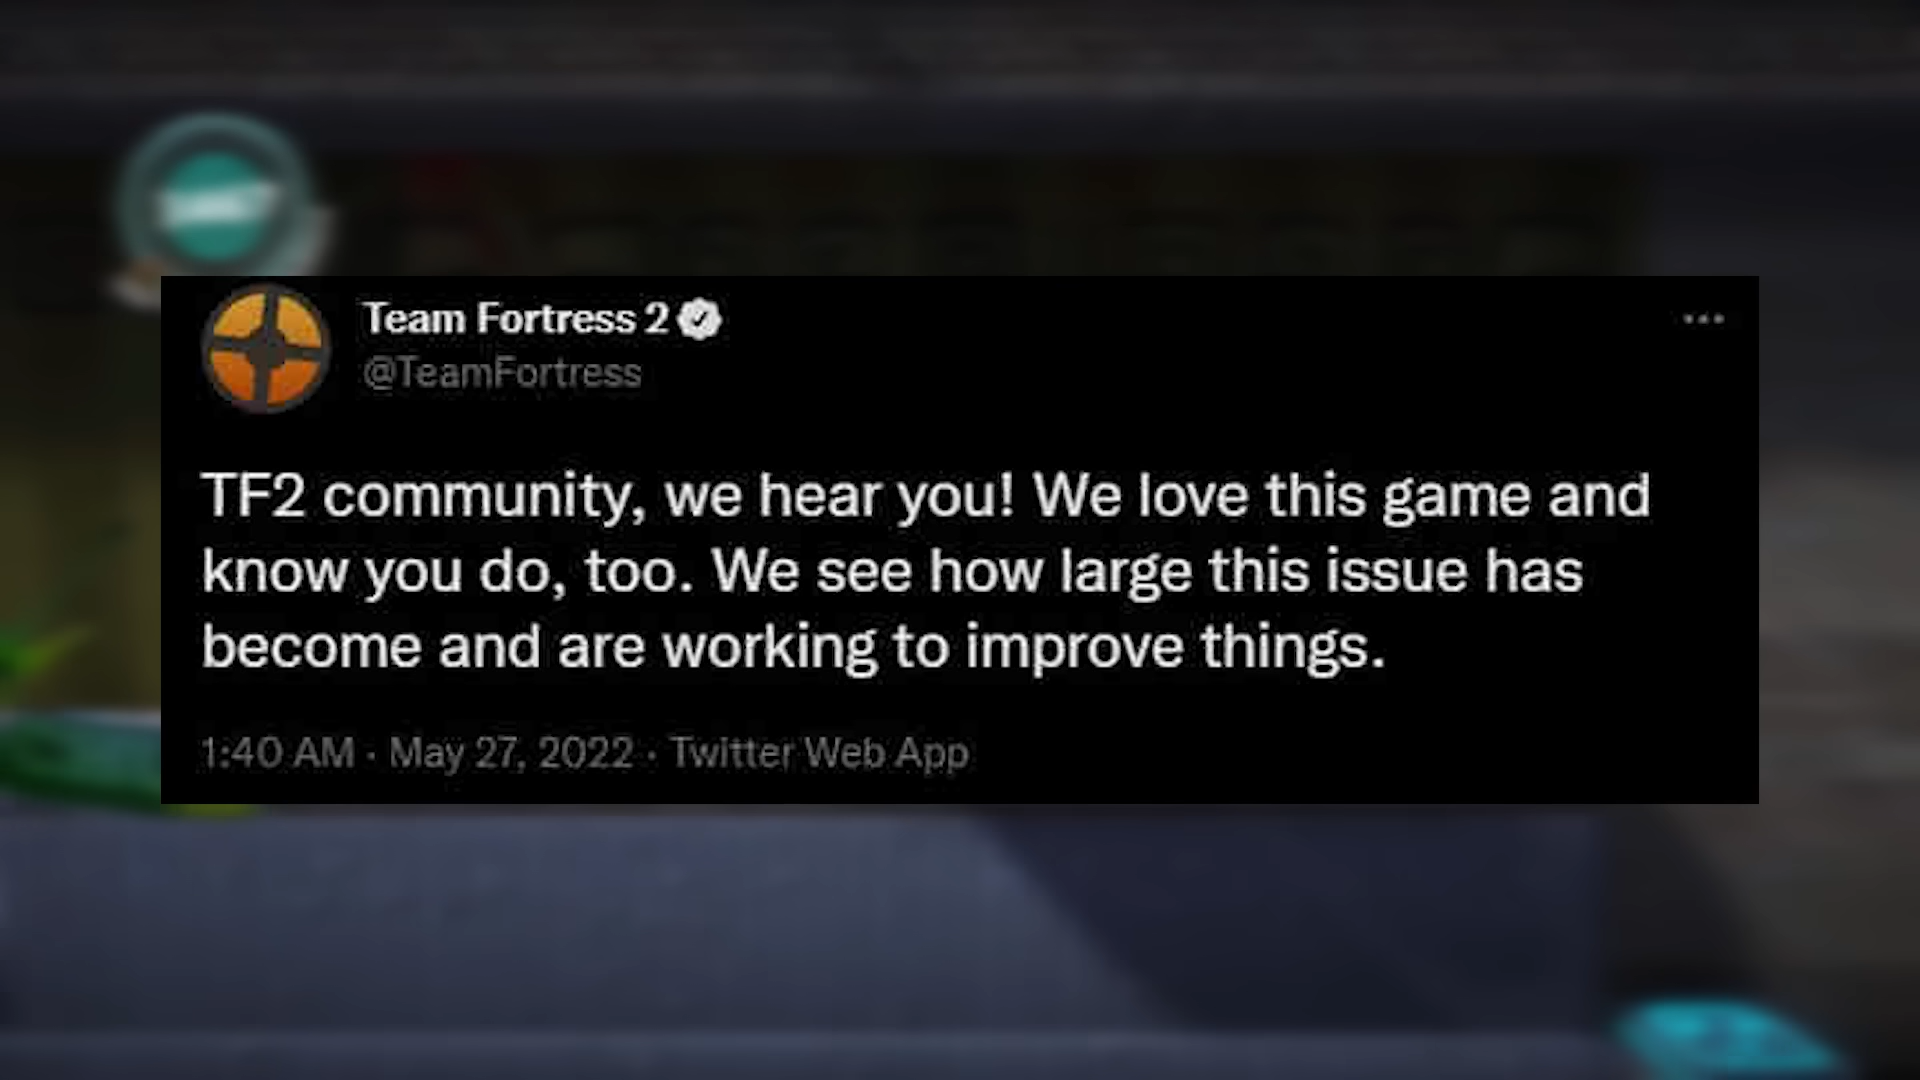 Team Fortress 2
@TeamFortress
TF2 community, we hear you! We love this game and
know you do, too. We see how large this issue has
become and are working to improve things.
1:40 AM · May 27, 2022 · Twitter Web App